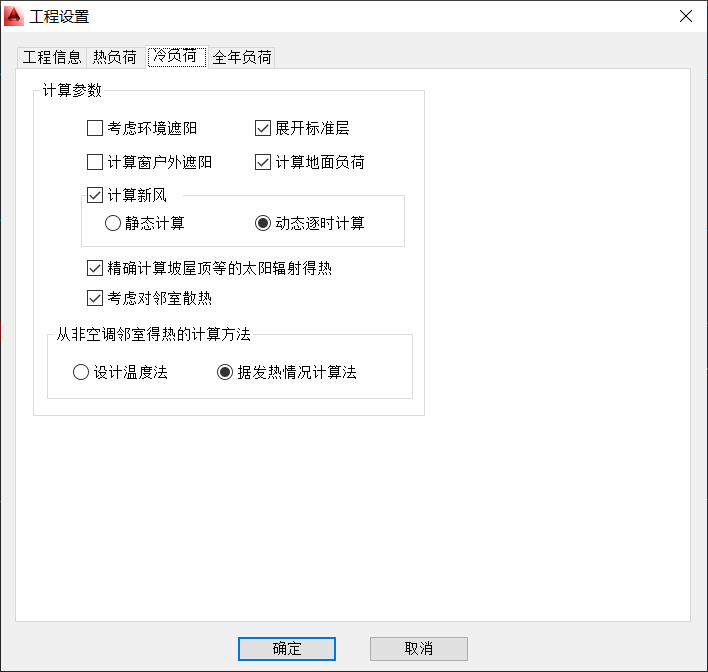 工程设置
工程信息 热负荷 冷负荷 全年负荷
计算参数
考虑环境遮阳 展开标准层
计算窗户外遮阳 计算地面负荷
计算新风
静态计算 动态逐时计算
精确计算坡屋顶等的太阳辐射得热
考虑对邻室散热
从非空调邻室得热的计算方法
设计温度法 据发热情况计算法
确定 取消